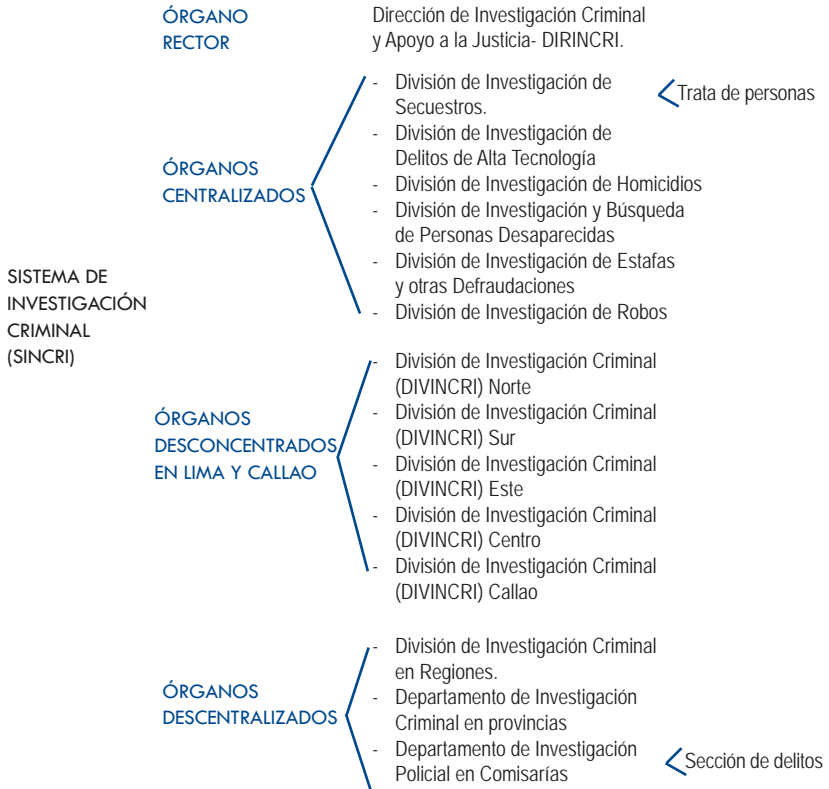 ÓRGANO
RECTOR
Dirección de Investigación Criminal
y Apoyo a la Justicia- DIRINCRI.
SISTEMA DE
INVESTIGACIÓN
CRIMINAL
(SINCRI)
ÓRGANOS
CENTRALIZADOS
- División de Investigación de
Secuestros.
Trata de personas
- División de Investigación de
Delitos de Alta Tecnología
- División de Investigación de Homicidios
- División de Investigación y Búsqueda
de Personas Desaparecidas
- División de Investigación de Estafas
y otras Defraudaciones
- División de Investigación de Robos
ÓRGANOS
DESCONCENTRADOS
EN LIMA Y CALLAO
- División de Investigación Criminal
(DIVINCRI) Norte
- División de Investigación Criminal
(DIVINCRI) Sur
- División de Investigación Criminal
(DIVINCRI) Este
- División de Investigación Criminal
(DIVINCRI) Centro
- División de Investigación Criminal
(DIVINCRI) Callao
ÓRGANOS
DESCENTRALIZADOS
- División de Investigación Criminal
en Regiones.
- Departamento de Investigación
Criminal en provincias
- Departamento de Investigación
Policial en Comisarías
Sección de delitos